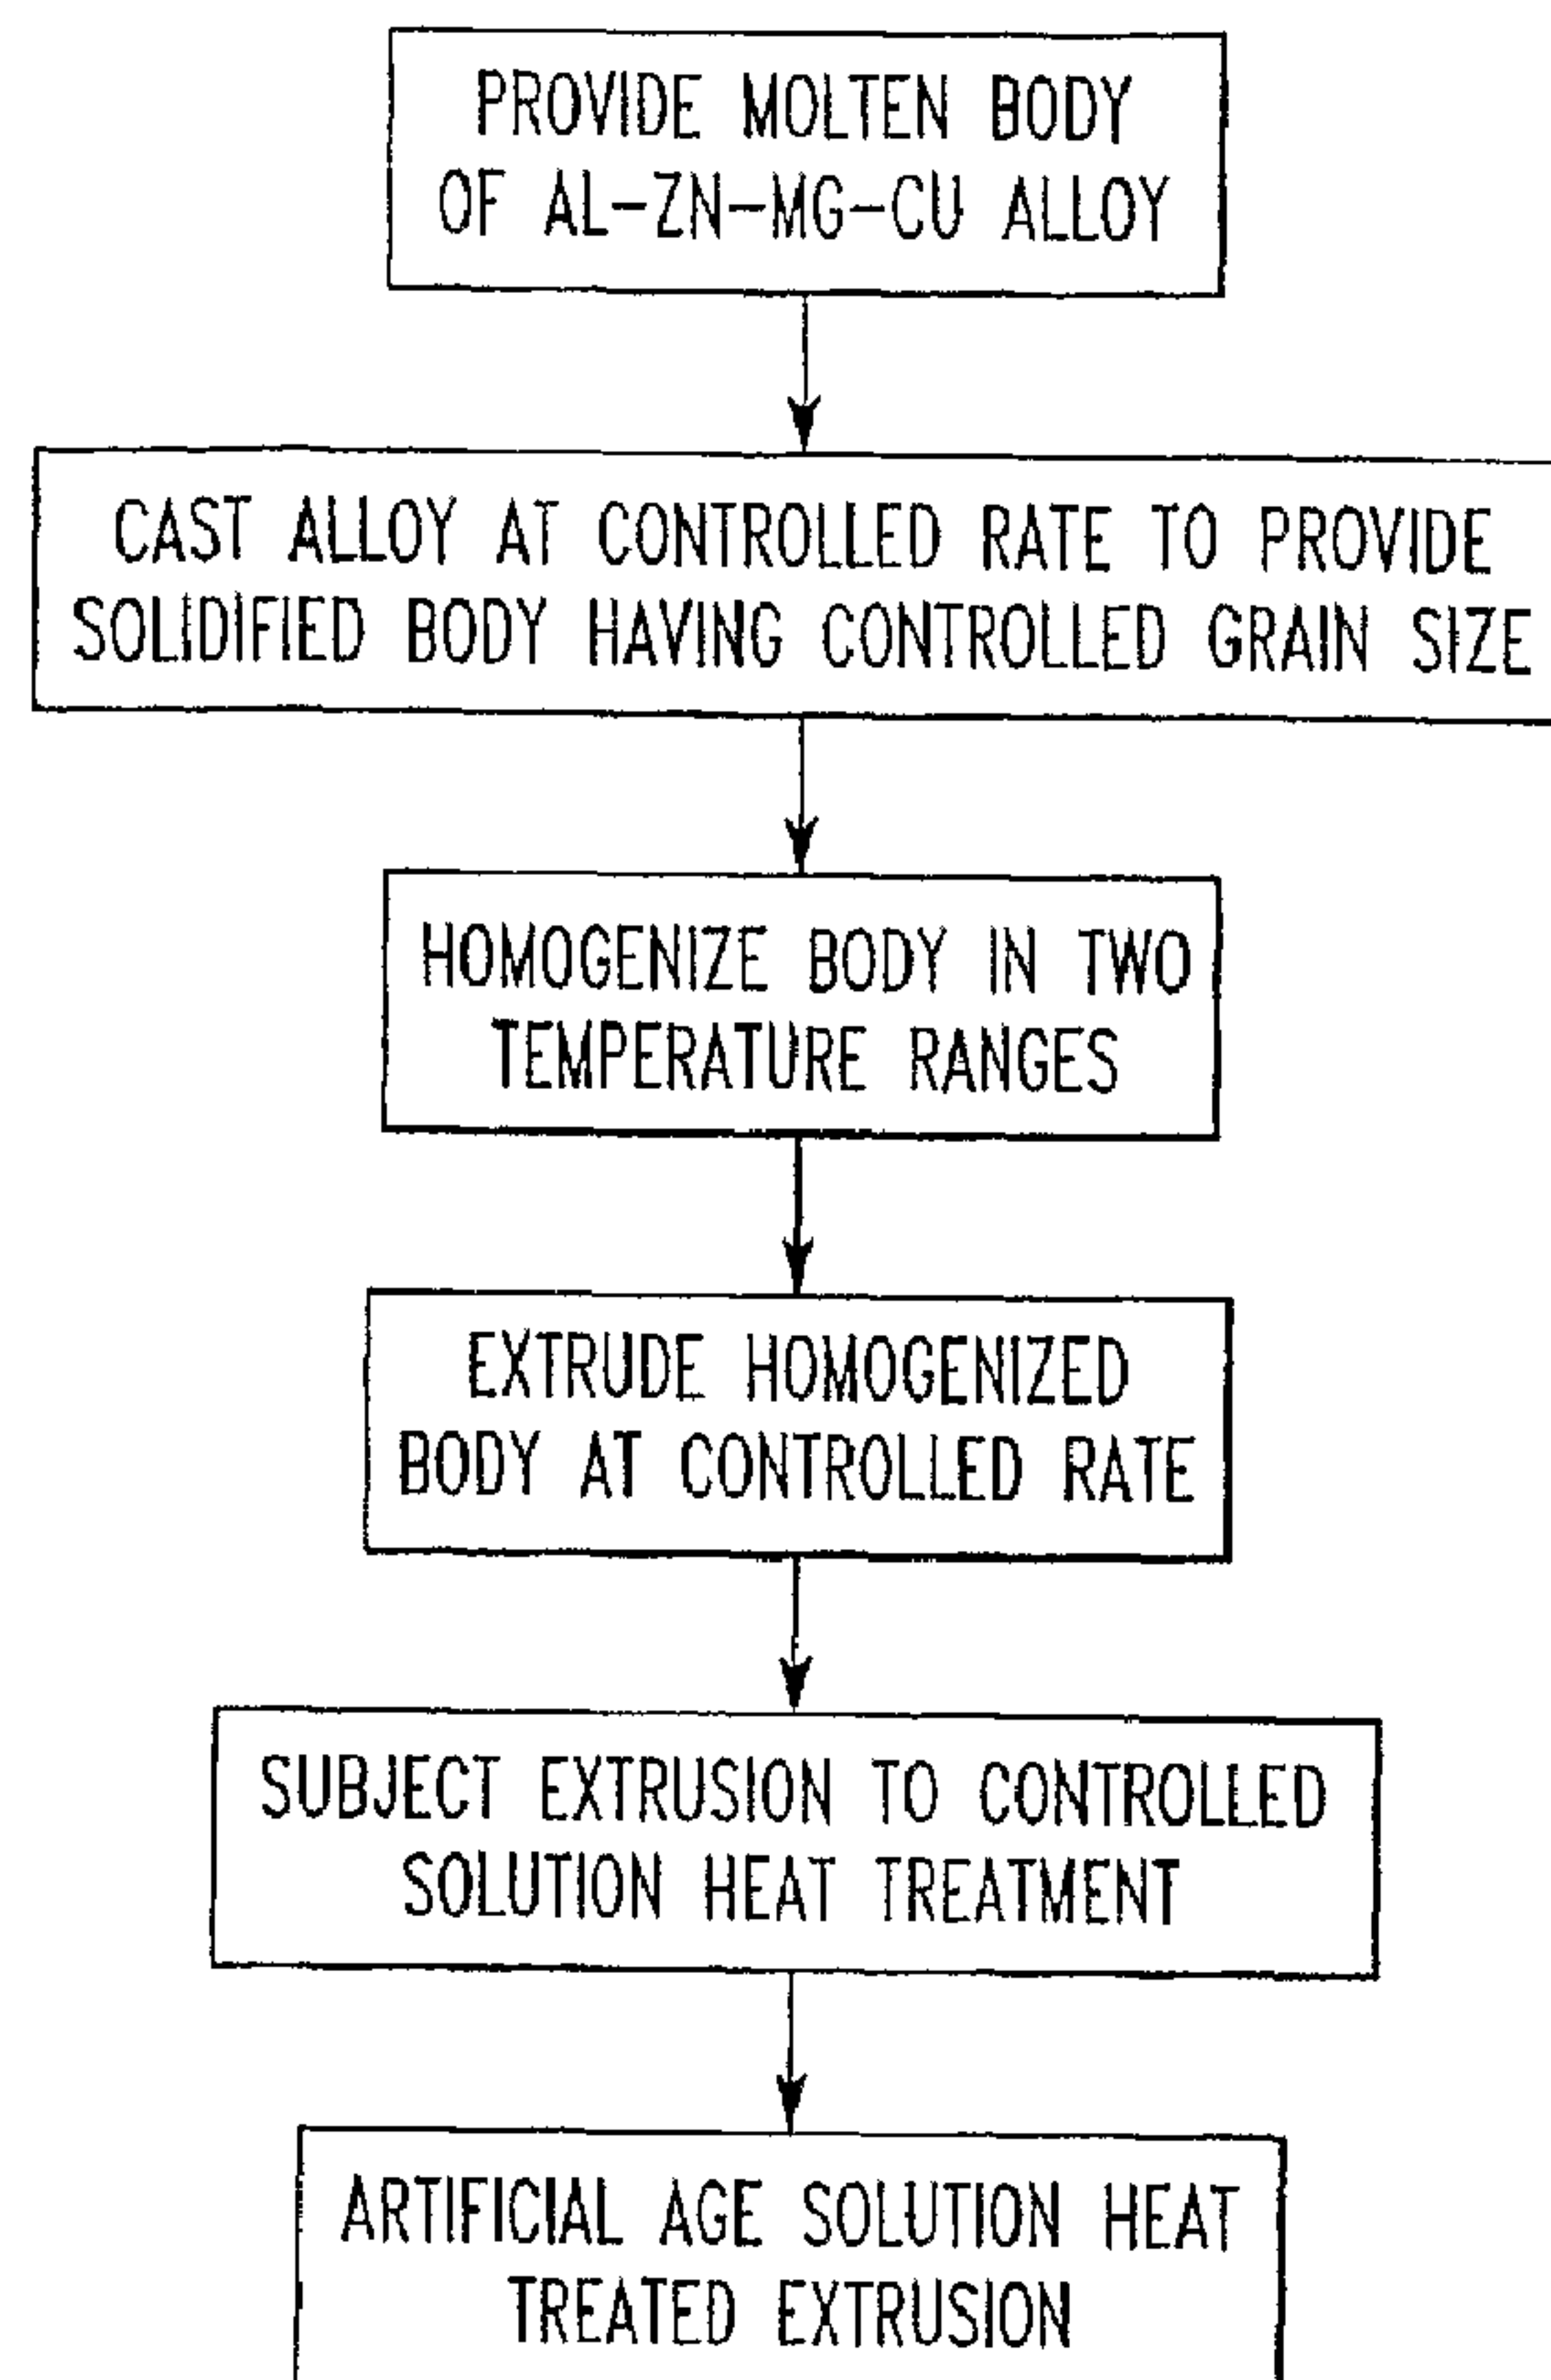 PROVIDE MOLTEN BODY
OF AL-ZN-MG-CU ALLOY
CAST ALLOY AT CONTROLLED RATE TO PROVIDE
SOLIDIFIED BODY HAVING CONTROLLED GRAIN SIZE
HOMOGENIZE BODY IN TWO
TEMPERATURE RANGES
EXTRUDE HOMOGENIZED
BODY AT CONTROLLED RATE
SUBJECT EXTRUSION TO CONTROLLED
SOLUTION HEAT TREATMENT
ARTIFICIAL AGE SOLUTION HEAT
TREATED EXTRUSION